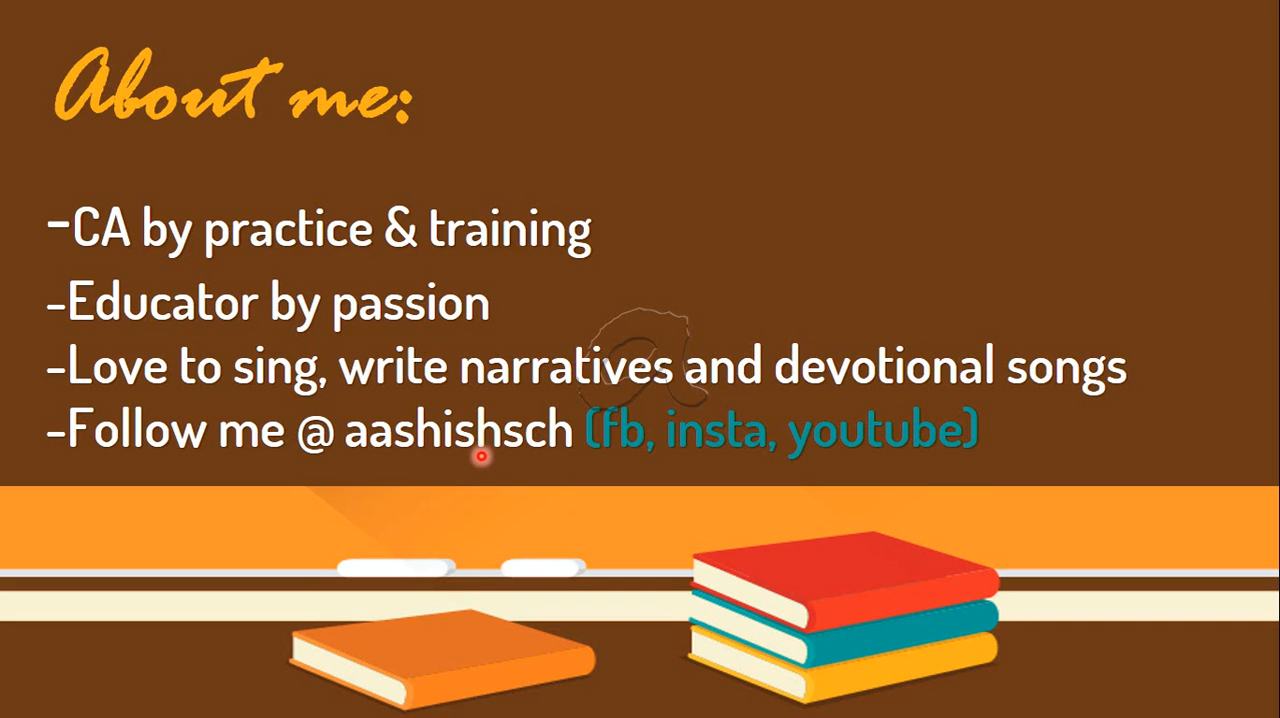 About me:
-CA by practice & training
-Educator by passion
-Love to sing, write narratives and devotional songs
-Follow me @ aashishsch (fb, insta, youtube)
a